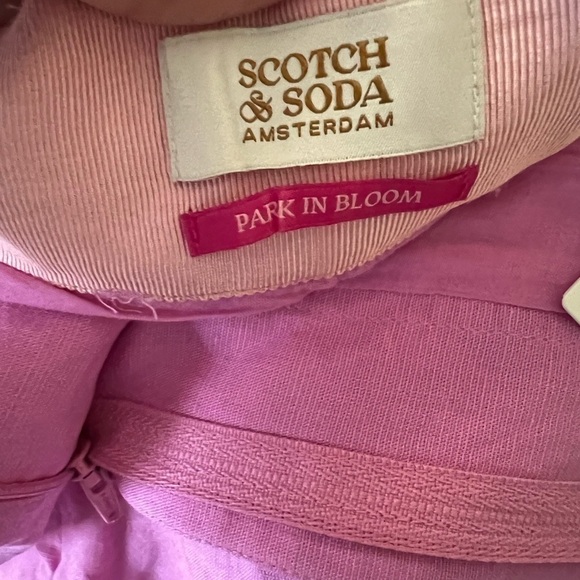 SCOTCH
& SODA
AMSTERDAM
PARK IN BLOOM